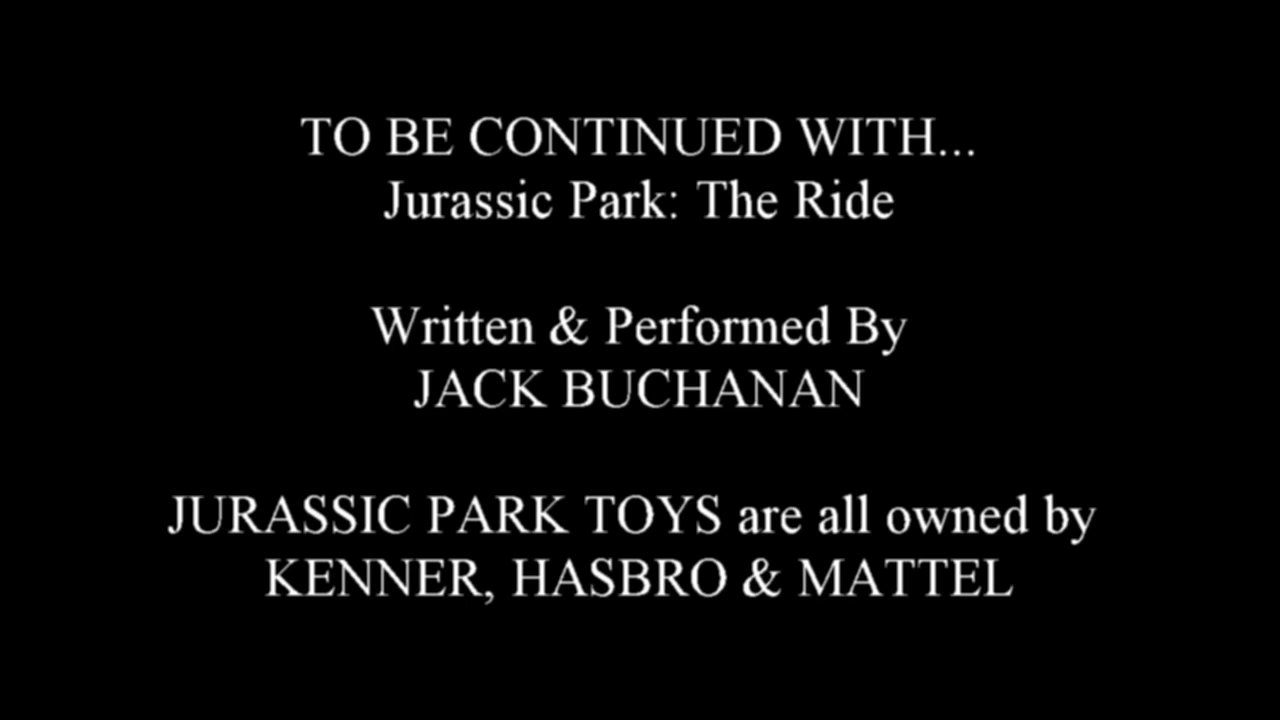 TO BE CONTINUED WITH...
Jurassic Park: The Ride
Written & Performed By
JACK BUCHANAN
JURASSIC PARK TOYS are all owned by
KENNER, HASBRO & MATTEL